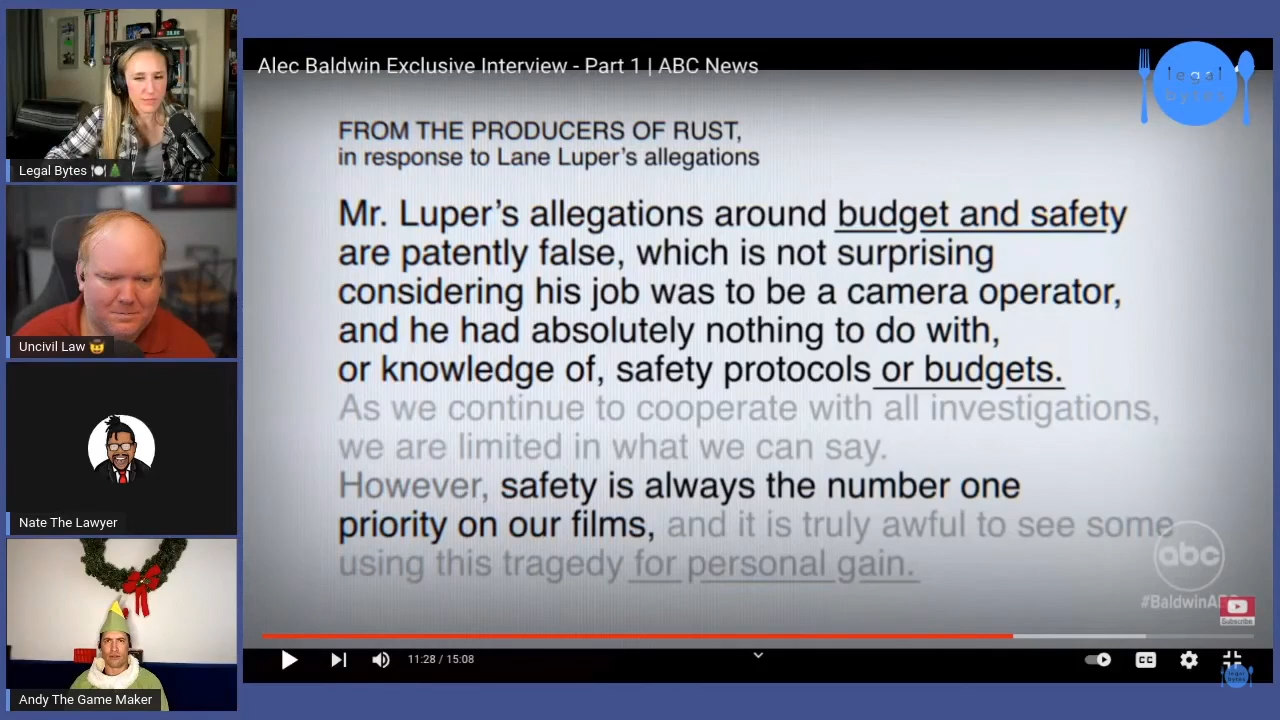 Alec Baldwin Exclusive Interview - Part 1 | ABC News
legal
bytes
FROM THE PRODUCERS OF RUST,
in response to Lane Luper's allegations
Mr. Luper's allegations around budget and safety
are patently false, which is not surprising
considering his job was to be a camera operator,
and he had absolutely nothing to do with,
or knowledge of, safety protocols or budgets.
As we continue to cooperate with all investigations,
we are limited in what we can say.
However, safety is always the number one
priority on our films, and it is truly awful to see some
using this tragedy for personal gain.
abc
#BaldwinAB
Subscribe
11:28 / 15:08
CC
Legal Bytes
Uncivil Law
Nate The Lawyer
Andy The Game Maker